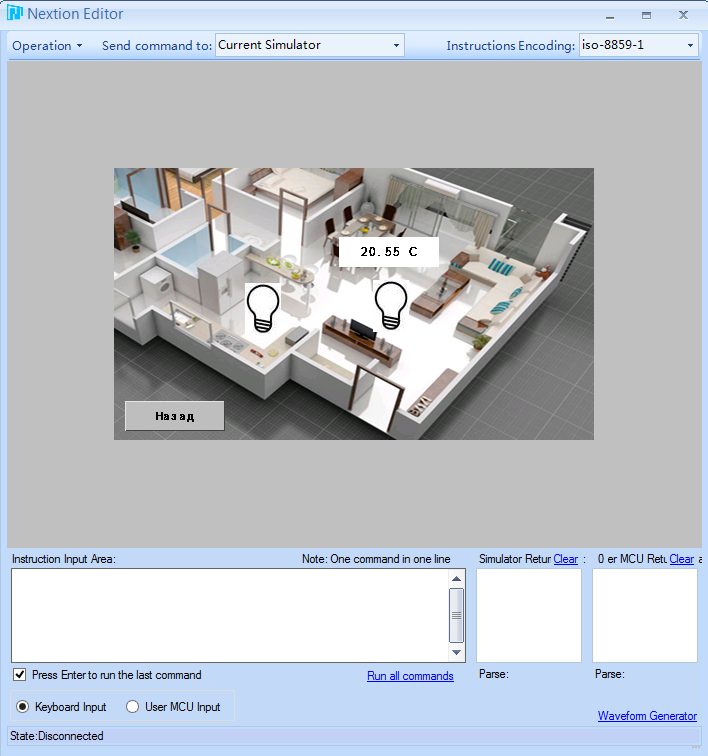 Nextion Editor
Operation Send command to: Current Simulator Instructions Encoding: iso-8859-1
20.55 C
Назад
Instruction Input Area: Note: One command in one line Simulator Retur Clear : 0 er MCU Retu Clear a
Press Enter to run the last command Run all commands Parse: Parse:
Keyboard Input User MCU Input
Waveform Generator
State:Disconnected